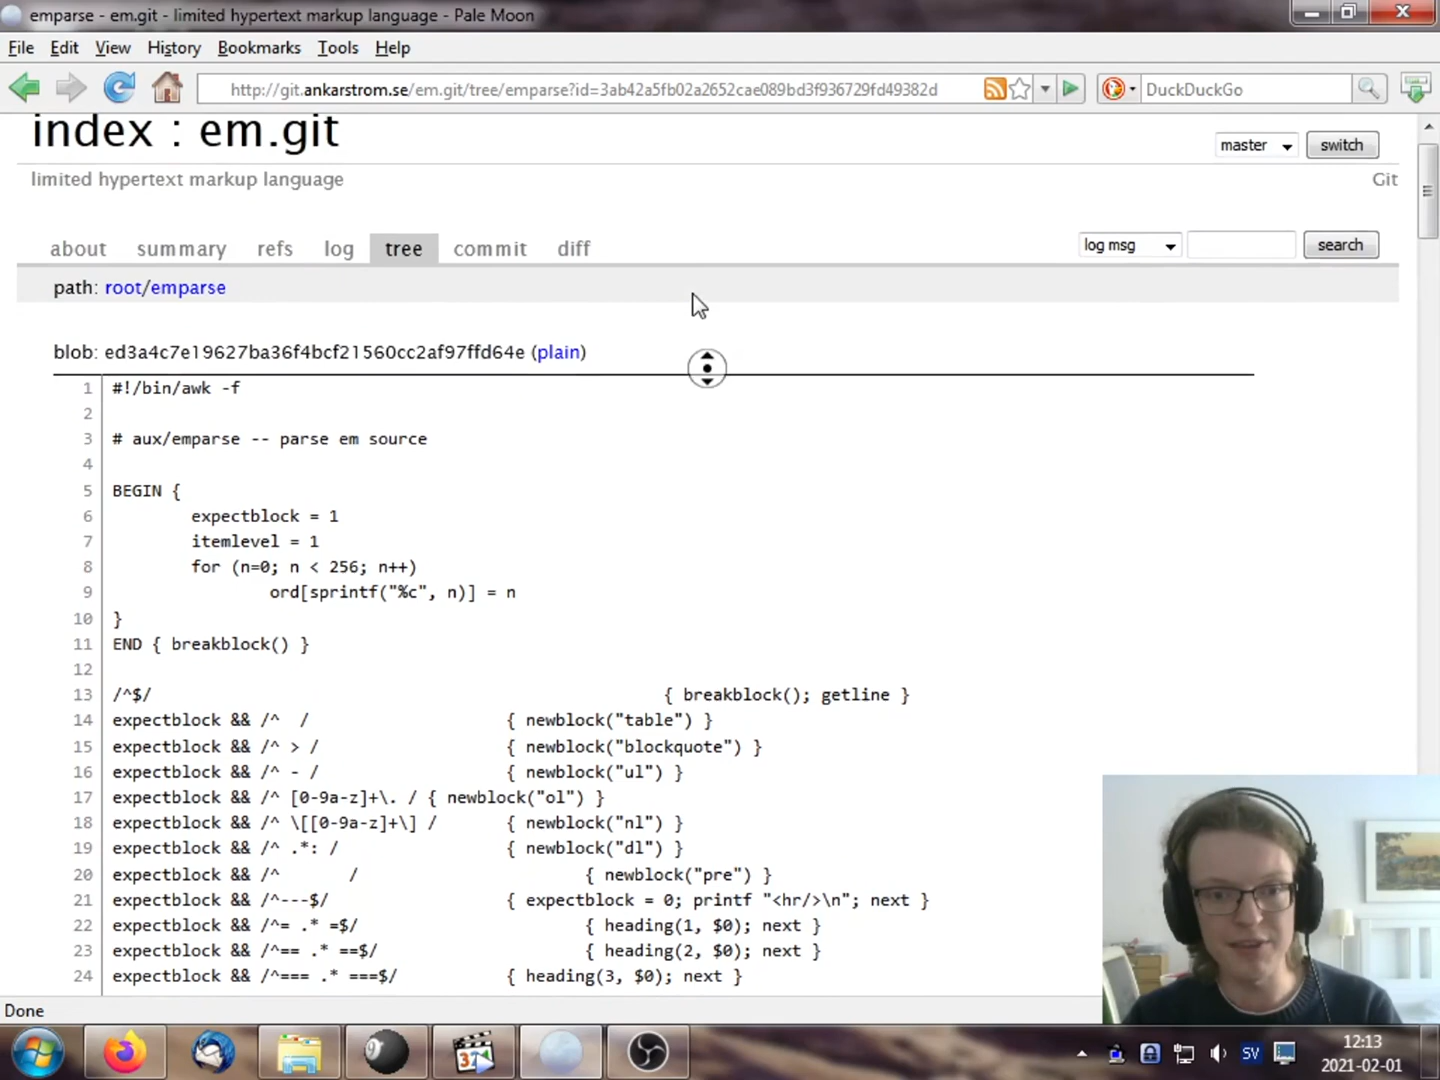 emparse - em.git - limited hypertext markup language - Pale Moon
File Edit View History Bookmarks Tools Help
http://git.ankarstrom.se/em.git/tree/emparse?id=3ab42a5fb02a2652cae089bd3f936729fd49382d
DuckDuckGo
index : em.git
master
switch
limited hypertext markup language
Git
about summary refs log tree commit diff
log msg
search
path: root/emparse
blob: ed3a4c7e19627ba36f4bcf21560cc2af97ffd64e (plain)
1 #!/bin/awk -f
2
3 # aux/emparse -- parse em source
4
5 BEGIN {
6 expectblock = 1
7 itemlevel = 1
8 for (n=0; n < 256; n++)
9 ord[sprintf("%c", n)] = n
10 }
11 END { breakblock() }
12
13 /^$/ { breakblock(); getline }
14 expectblock && /^  / { newblock("table") }
15 expectblock && /^ > / { newblock("blockquote") }
16 expectblock && /^ - / { newblock("ul") }
17 expectblock && /^ [0-9a-z]+\. / { newblock("ol") }
18 expectblock && /^ \[[0-9a-z]+\] / { newblock("nl") }
19 expectblock && /^ .*: / { newblock("dl") }
20 expectblock && /^	/ { newblock("pre") }
21 expectblock && /^---$/ { expectblock = 0; printf "<hr/>\n"; next }
22 expectblock && /^= .* =$/ { heading(1, $0); next }
23 expectblock && /^== .* ==$/ { heading(2, $0); next }
24 expectblock && /^=== .* ===$/ { heading(3, $0); next }
Done
31
8
SV
12:13
2021-02-01